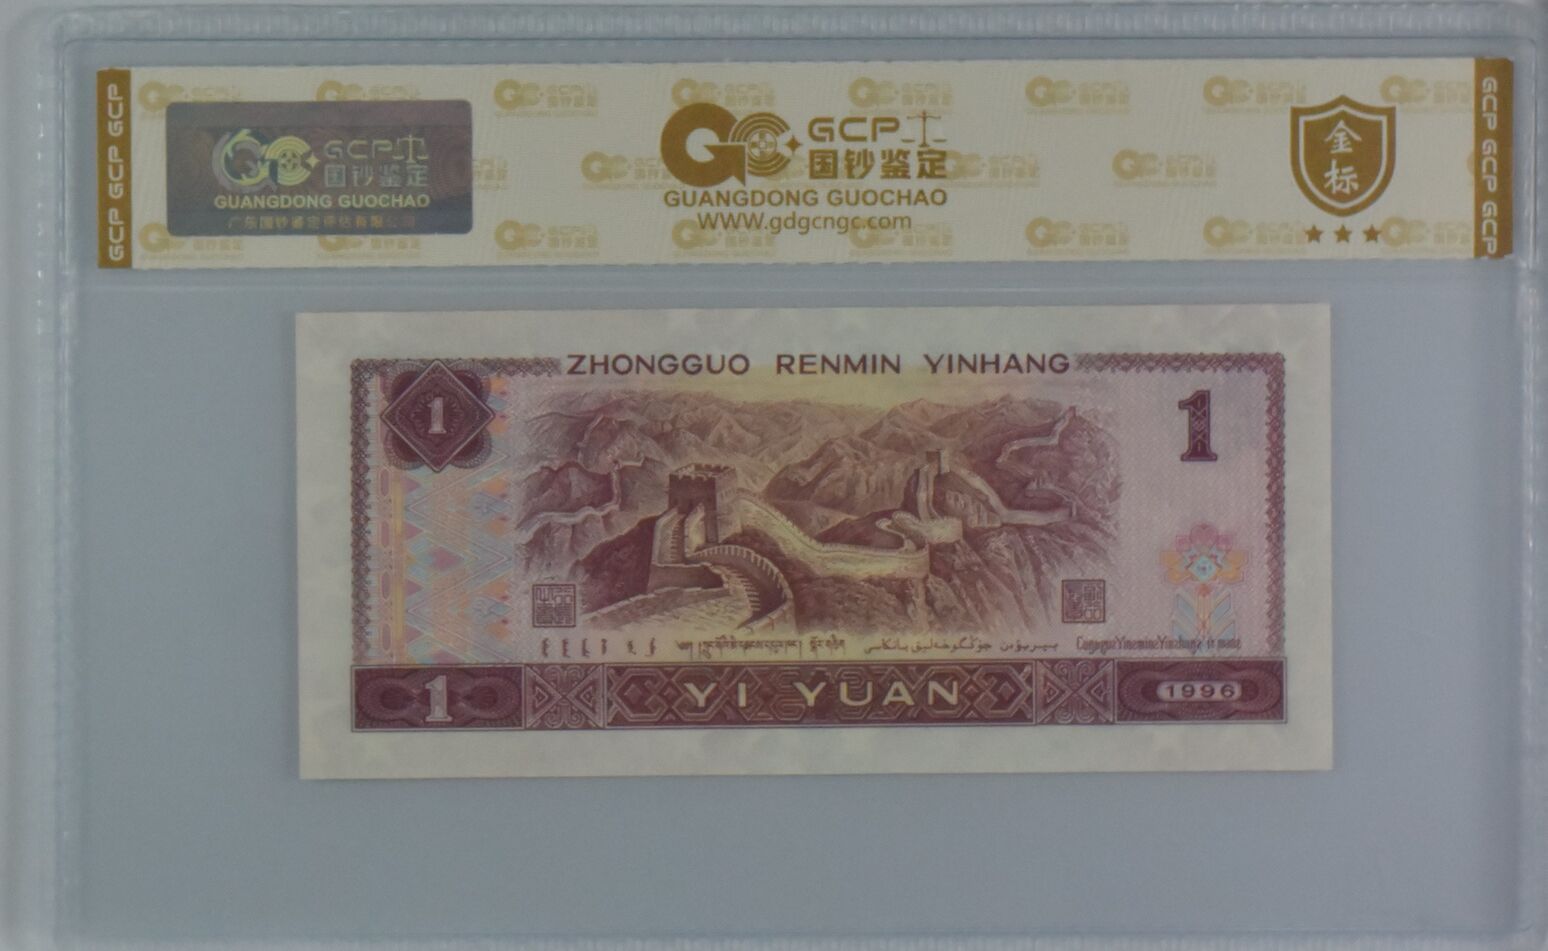 GCP GCP GCP
GCP 国钞鉴定
GUANGDONG GUOCHAO
广东国钞鉴定评估有限公司
GCP
国钞鉴定
GUANGDONG GUOCHAO
WWW.gdgcngc.com
金标
GCP GCP GCP
ZHONGGUO RENMIN YINHANG
1
1
1
YI YUAN
1996